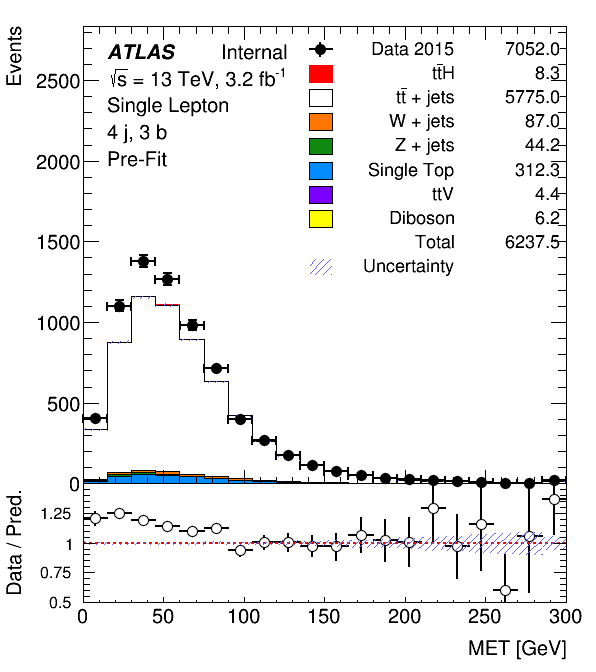 Events
ATLAS Internal
√s = 13 TeV, 3.2 fb⁻¹
Single Lepton
4 j, 3 b
Pre-Fit
Data 2015 7052.0
tt̄H 8.3
tt̄ + jets 5775.0
W + jets 87.0
Z + jets 44.2
Single Top 312.3
ttV 4.4
Diboson 6.2
Total 6237.5
Uncertainty
2500
2000
1500
1000
500
0
Data / Pred.
1.25
1
0.75
0.5
0 50 100 150 200 250 300
MET [GeV]